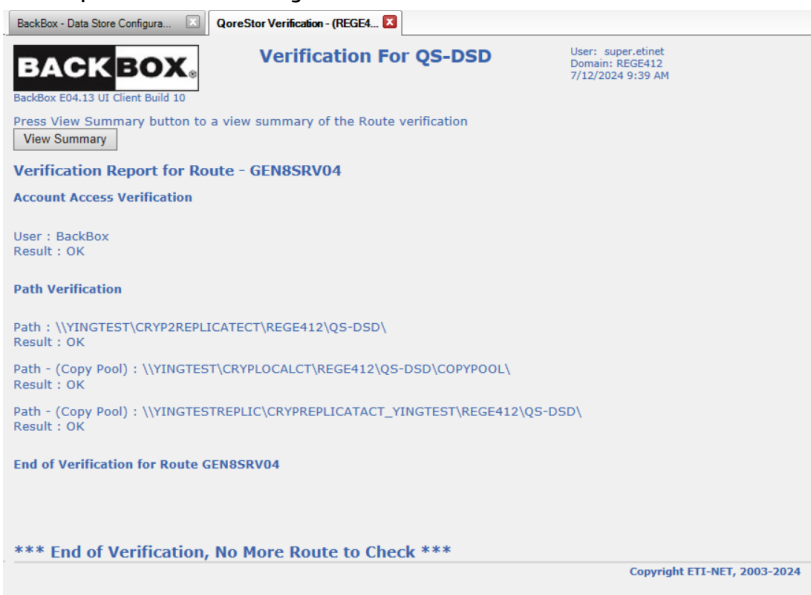 BackBox - Data Store Configura...
QoreStor Verification - (REGE4...
BACKBOX®
Verification For QS-DSD
User: super.etinet
Domain: REGE412
7/12/2024 9:39 AM
BackBox E04.13 UI Client Build 10
Press View Summary button to a view summary of the Route verification
View Summary
Verification Report for Route - GEN8SRV04
Account Access Verification
User : BackBox
Result : OK
Path Verification
Path : \\YINGTEST\CRYP2REPLICATECT\REGE412\QS-DSD\
Result : OK
Path - (Copy Pool) : \\YINGTEST\CRYPLOCALCT\REGE412\QS-DSD\COPYPOOL\
Result : OK
Path - (Copy Pool) : \\YINGTESTREPLIC\CRYPREPLICATACT_YINGTEST\REGE412\QS-DSD\
Result : OK
End of Verification for Route GEN8SRV04
*** End of Verification, No More Route to Check ***
Copyright ETI-NET, 2003-2024